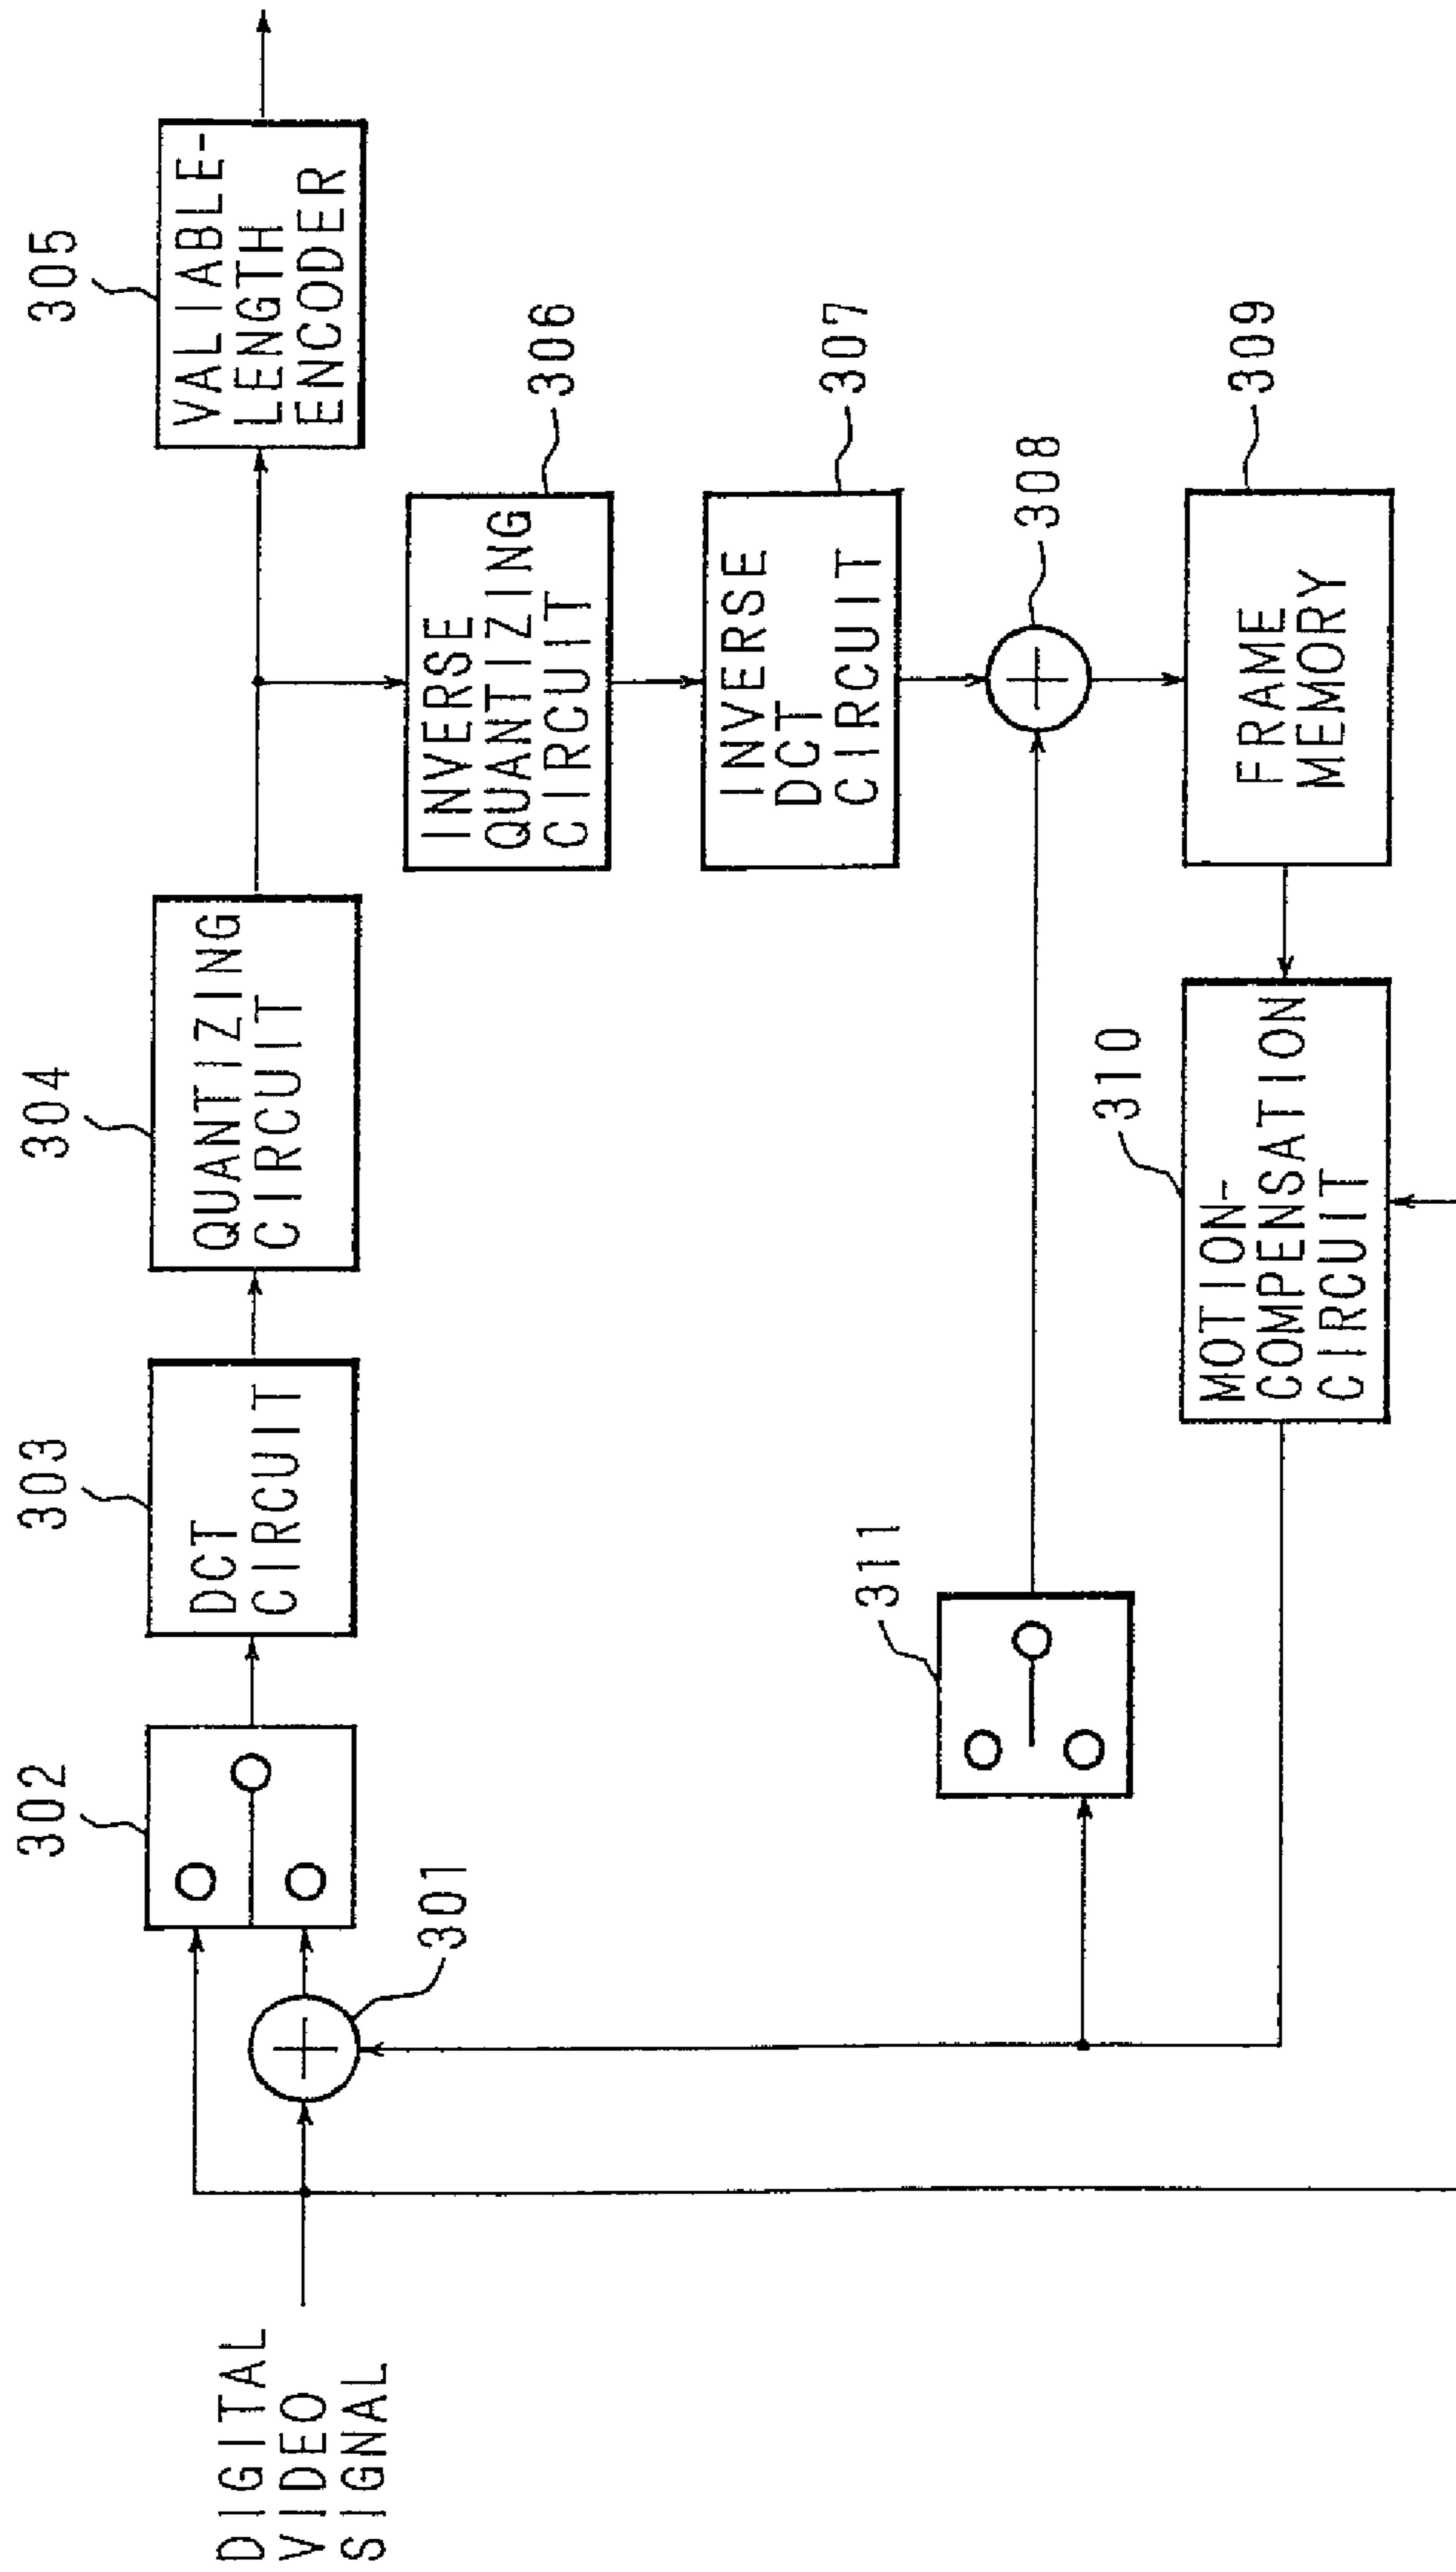 DIGITAL
VIDEO
SIGNAL
301
302
303
DCT
CIRCUIT
304
QUANTIZING
CIRCUIT
305
VALIABLE-
LENGTH
ENCODER
306
INVERSE
QUANTIZING
CIRCUIT
307
INVERSE
DCT
CIRCUIT
308
309
FRAME
MEMORY
310
MOTION-
COMPENSATION
CIRCUIT
311